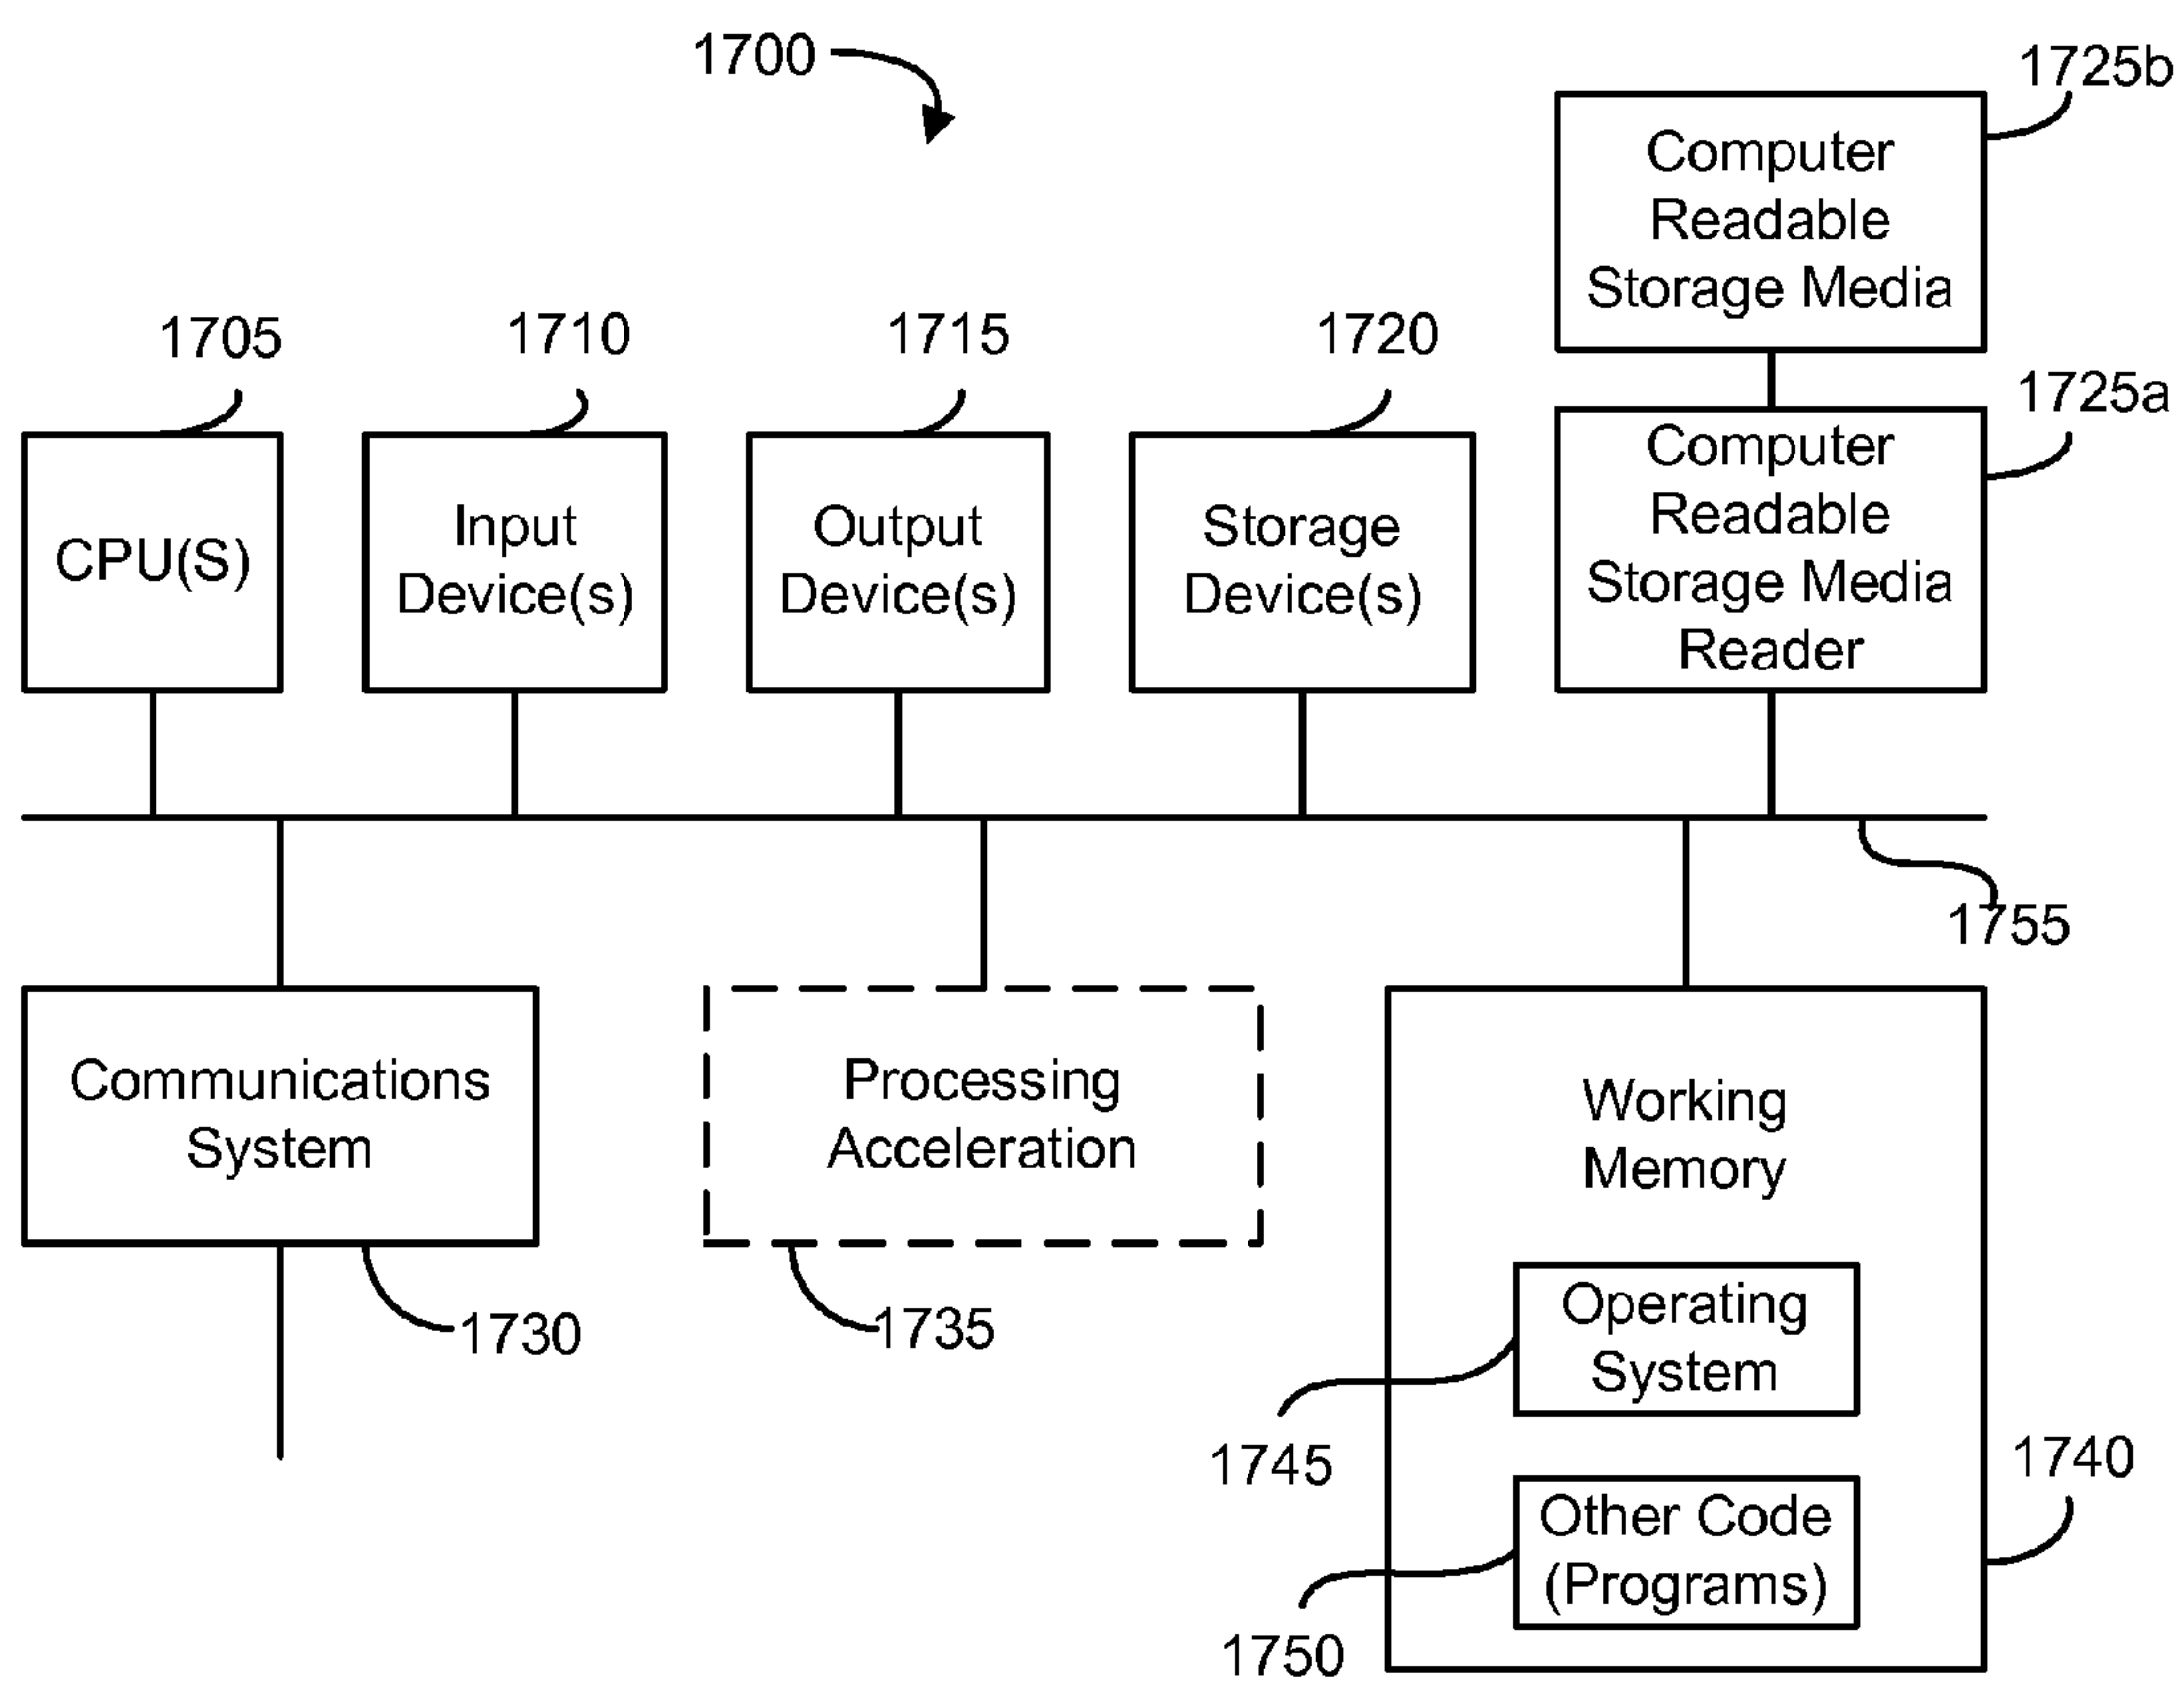 1700
1725b
Computer
Readable
Storage Media
1705
1710
1715
1720
1725a
CPU(S)
Input
Device(s)
Output
Device(s)
Storage
Device(s)
Computer
Readable
Storage Media
Reader
1755
Communications
System
Processing
Acceleration
Working
Memory
1730
1735
Operating
System
1745
1740
Other Code
(Programs)
1750